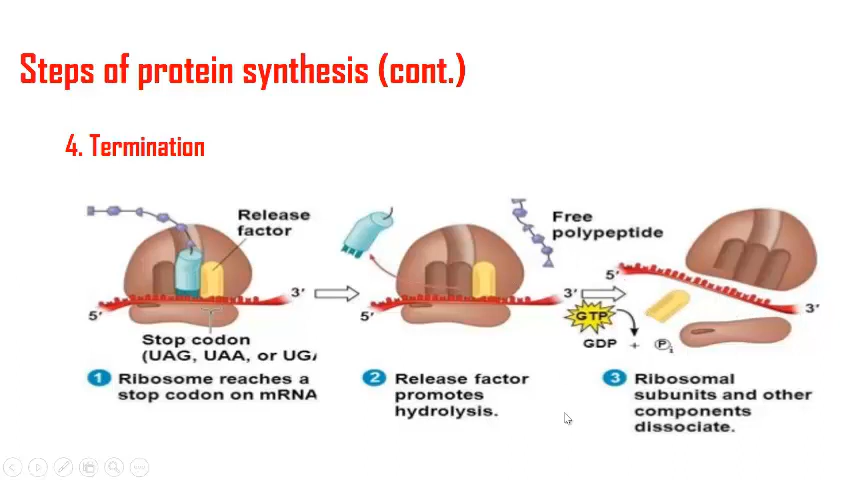 Steps of protein synthesis (cont.)
4. Termination
Release
factor
Free
polypeptide
5′
3′
Stop codon
(UAG, UAA, or UGA
5′
3′
GTP
GDP + Pi
5′
3′
1 Ribosome reaches a
stop codon on mRNA
2 Release factor
promotes
hydrolysis.
3 Ribosomal
subunits and other
components
dissociate.